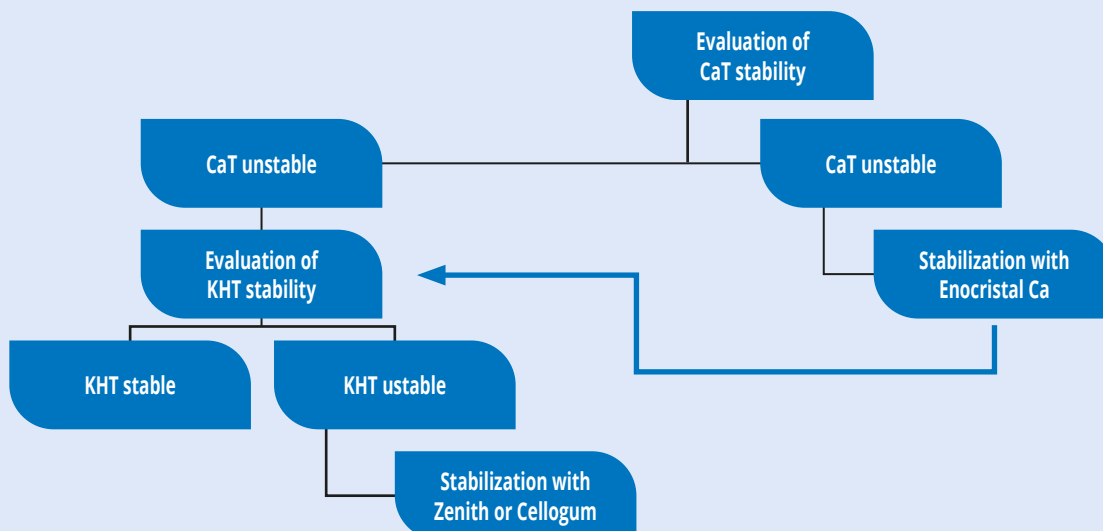 Evaluation of
CaT stability
CaT unstable
CaT unstable
Evaluation of
KHT stability
Stabilization with
Enocristal Ca
KHT stable
KHT ustable
Stabilization with
Zenith or Cellogum